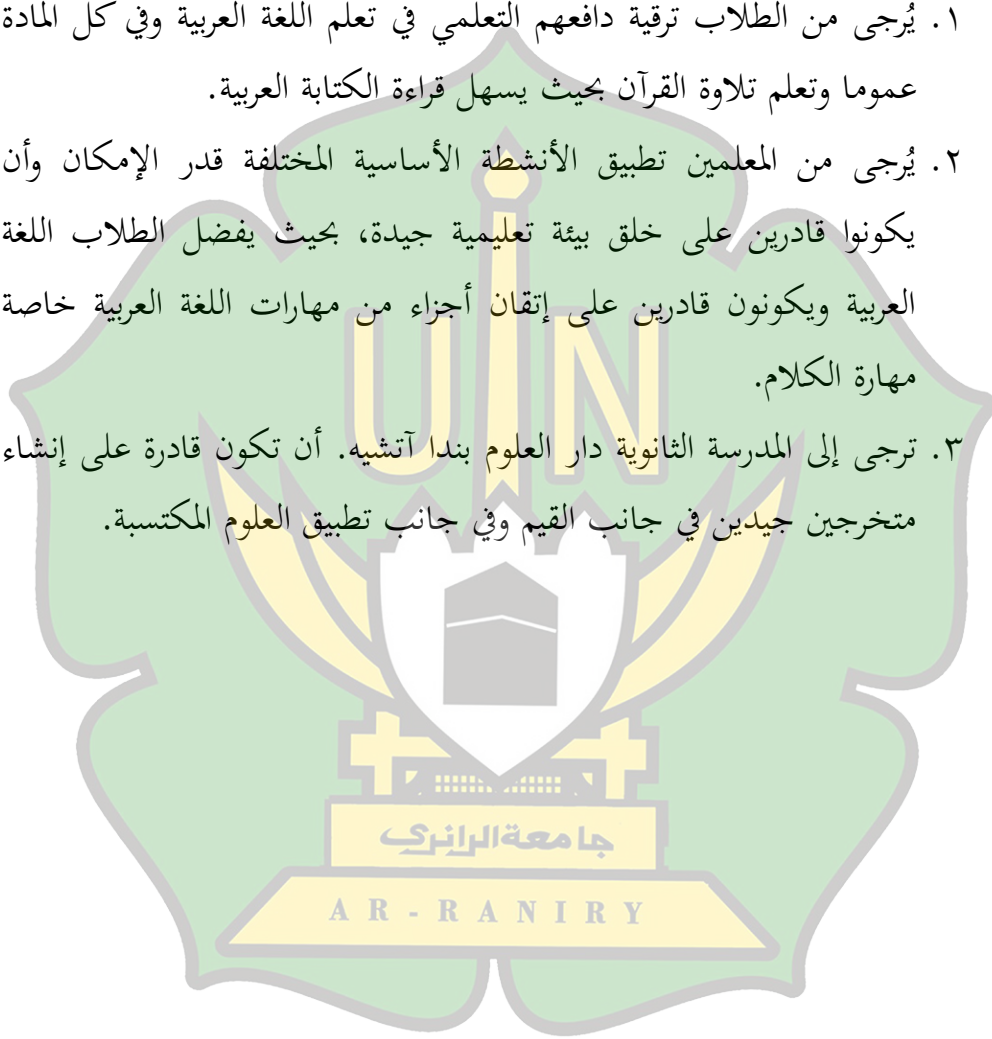 ١. يُرجى من الطلاب ترقية دافعهم التعلمي في تعلم اللغة العربية وفي كل المادة
عموما وتعلم تلاوة القرآن بحيث يسهل قراءة الكتابة العربية.
٢. يُرجى من المعلمين تطبيق الأنشطة الأساسية المختلفة قدر الإمكان وأن
يكونوا قادرين على خلق بيئة تعليمية جيدة، بحيث يفضل الطلاب اللغة
العربية ويكونون قادرين على إتقان أجزاء من مهارات اللغة العربية خاصة
مهارة الكلام.
٣. ترجى إلى المدرسة الثانوية دار العلوم بندا آتشيه. أن تكون قادرة على إنشاء
متخرجين جيدين في جانب القيم وفي جانب تطبيق العلوم المكتسبة.
UIN
جامعةالرانري
AR-RANIRY